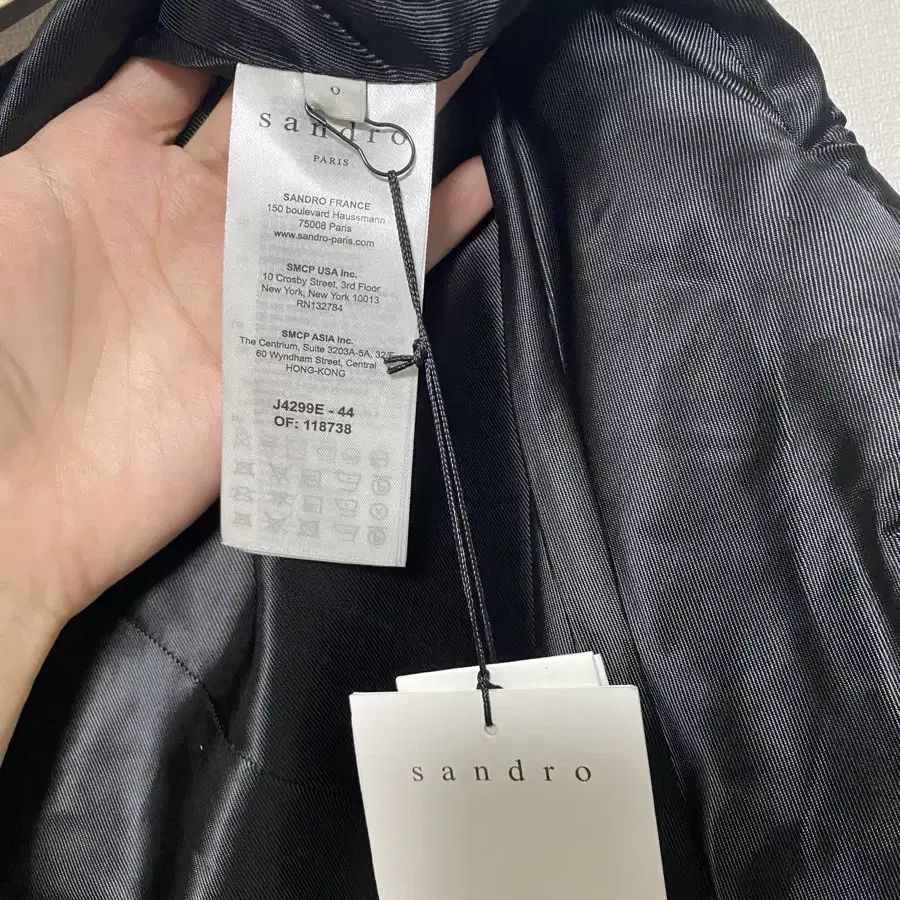 0
sandro
PARIS
SANDRO FRANCE
150 boulevard Haussmann
75008 Paris
www.sandro-paris.com
SMCP USA Inc.
10 Crosby Street, 3rd Floor
New York, New York 10013
RN132784
SMCP ASIA Inc.
The Centrium, Suite 3203A-5A, 32/F
60 Wyndham Street, Central
HONG-KONG
J4299E - 44
OF: 118738
sandro